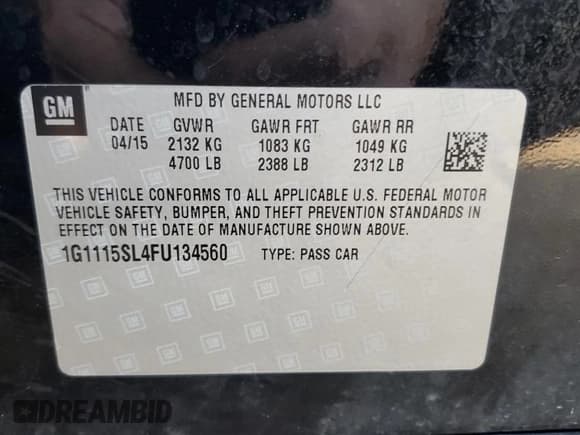 GM
MFD BY GENERAL MOTORS LLC
DATE GVWR GAWR FRT GAWR RR
04/15 2132 KG 1083 KG 1049 KG
4700 LB 2388 LB 2312 LB
THIS VEHICLE CONFORMS TO ALL APPLICABLE U.S. FEDERAL MOTOR
VEHICLE SAFETY, BUMPER, AND THEFT PREVENTION STANDARDS IN
EFFECT ON THE DATE OF MANUFACTURE SHOWN ABOVE.
1G1115SL4FU134560 TYPE: PASS CAR
DREAMBID